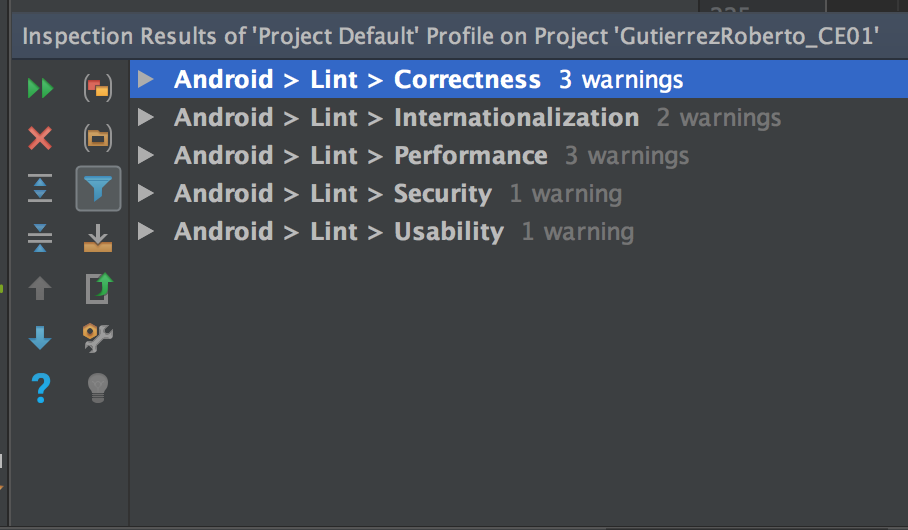 Inspection Results of 'Project Default' Profile on Project 'GutierrezRoberto_CE01'
Android > Lint > Correctness 3 warnings
Android > Lint > Internationalization 2 warnings
Android > Lint > Performance 3 warnings
Android > Lint > Security 1 warning
Android > Lint > Usability 1 warning